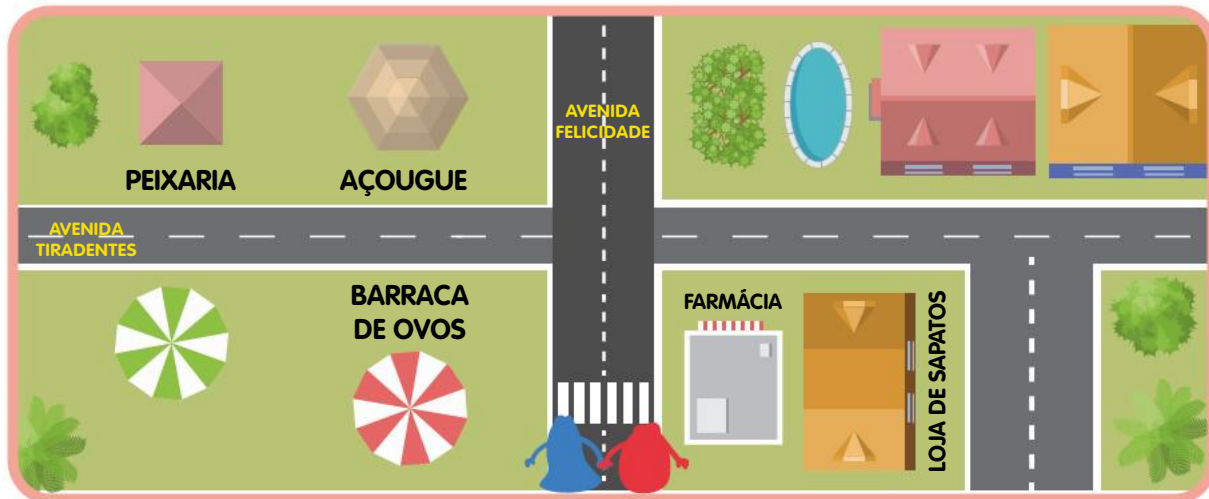 AVENIDA
FELICIDADE
PEIXARIA
AÇOUGUE
AVENIDA
TIRADENTES
BARRACA
DE OVOS
FARMÁCIA
LOJA DE SAPATOS